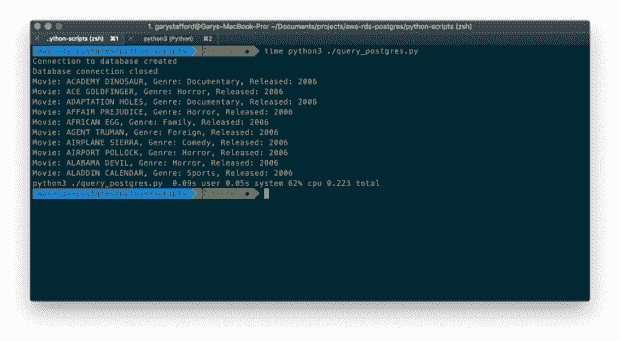 1. garystafford@Garys-MacBook-Pro: ~/Documents/projects/aws-rds-postgres/python-scripts (zsh)
..ython-scripts (zsh) ⌘1 × python3 (Python) ⌘2
time python3 ./query_postgres.py
Connection to database created
Database connection closed
Movie: ACADEMY DINOSAUR, Genre: Documentary, Released: 2006
Movie: ACE GOLDFINGER, Genre: Horror, Released: 2006
Movie: ADAPTATION HOLES, Genre: Documentary, Released: 2006
Movie: AFFAIR PREJUDICE, Genre: Horror, Released: 2006
Movie: AFRICAN EGG, Genre: Family, Released: 2006
Movie: AGENT TRUMAN, Genre: Foreign, Released: 2006
Movie: AIRPLANE SIERRA, Genre: Comedy, Released: 2006
Movie: AIRPORT POLLOCK, Genre: Horror, Released: 2006
Movie: ALABAMA DEVIL, Genre: Horror, Released: 2006
Movie: ALADDIN CALENDAR, Genre: Sports, Released: 2006
python3 ./query_postgres.py 0.09s user 0.05s system 62% cpu 0.223 total